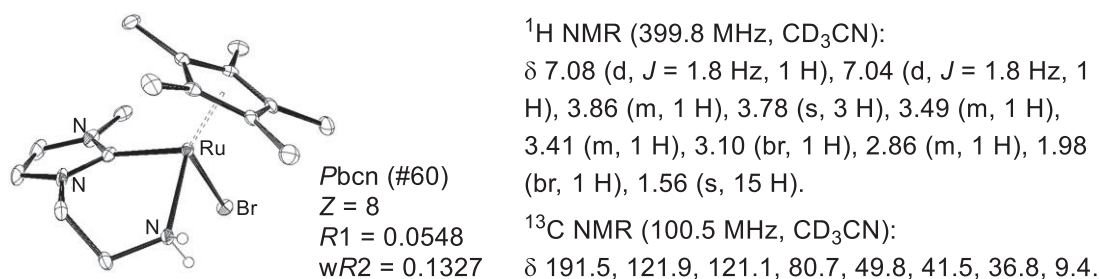 N
Ru
N
Br
N
Pbcn (#60)
Z = 8
R1 = 0.0548
wR2 = 0.1327
¹H NMR (399.8 MHz, CD₃CN):
δ 7.08 (d, J = 1.8 Hz, 1 H), 7.04 (d, J = 1.8 Hz, 1
H), 3.86 (m, 1 H), 3.78 (s, 3 H), 3.49 (m, 1 H),
3.41 (m, 1 H), 3.10 (br, 1 H), 2.86 (m, 1 H), 1.98
(br, 1 H), 1.56 (s, 15 H).
¹³C NMR (100.5 MHz, CD₃CN):
δ 191.5, 121.9, 121.1, 80.7, 49.8, 41.5, 36.8, 9.4.